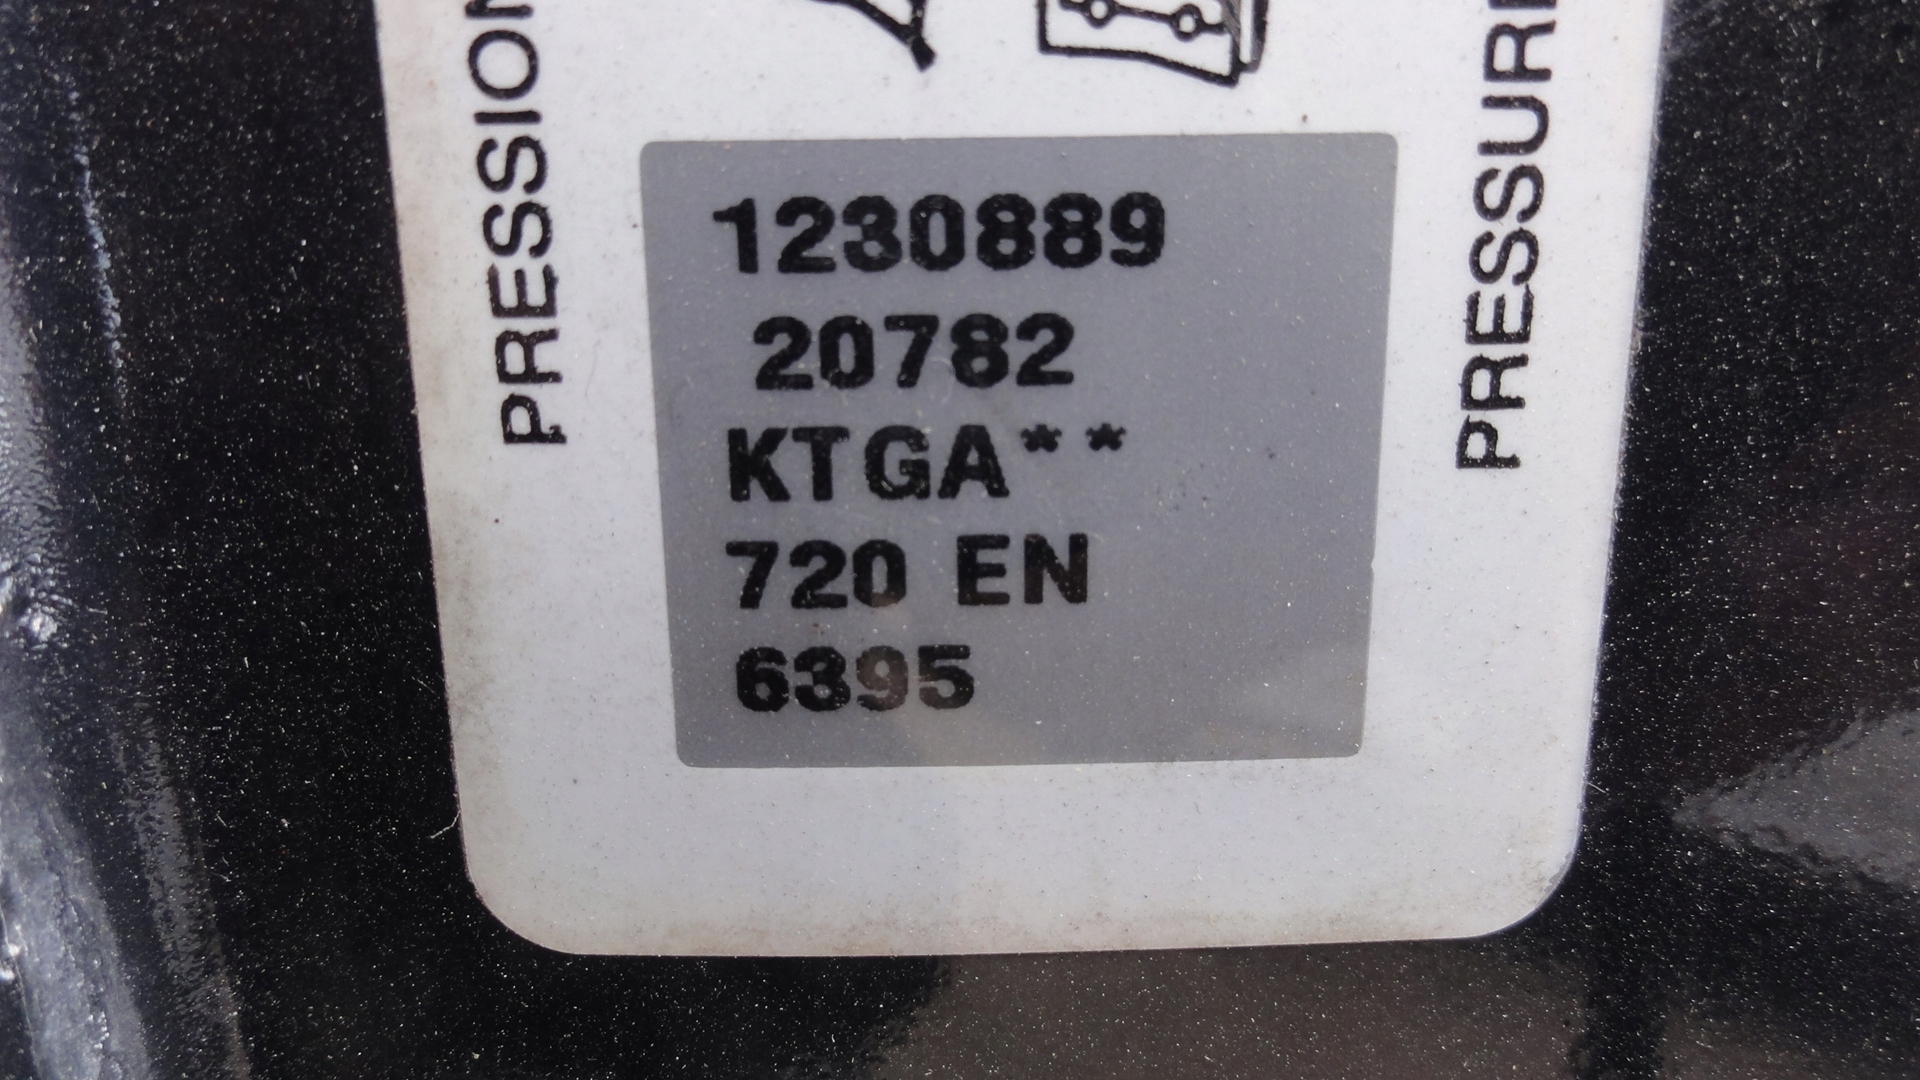 PRESSION
1230889
20782
KTGA**
720 EN
6395
PRESSURE